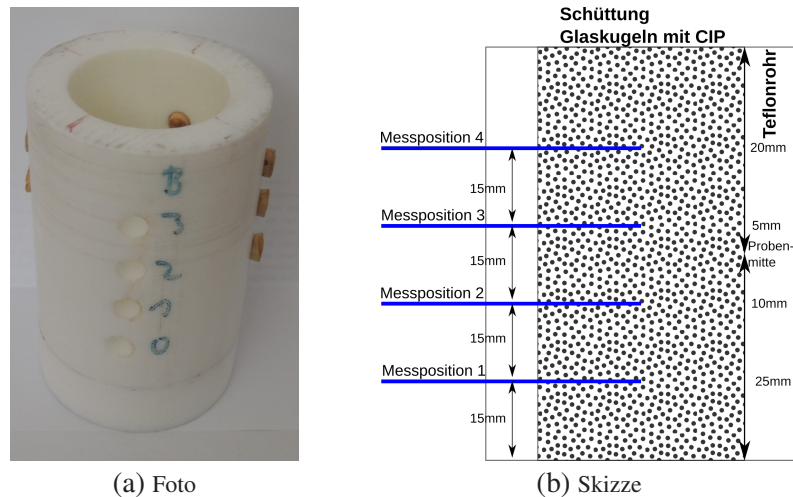 5
3
2
1
0
(a) Foto
Schüttung
Glaskugeln mit CIP
Teflonrohr
Messposition 4
20mm
15mm
Messposition 3
5mm
Proben-
mitte
15mm
Messposition 2
10mm
15mm
Messposition 1
25mm
15mm
(b) Skizze